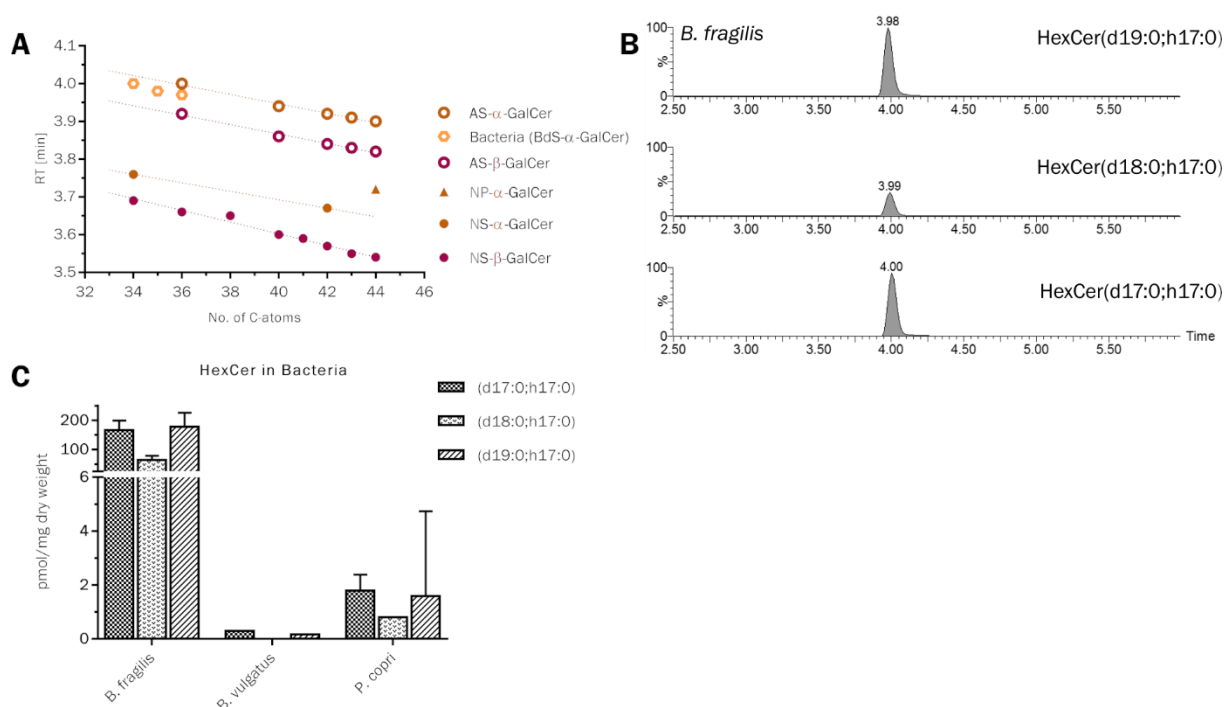 A
4.1
4.0
3.9
3.8
3.7
3.6
3.5
RT [min]
32 34 36 38 40 42 44 46
No. of C-atoms
AS-α-GalCer
Bacteria (BdS-α-GalCer)
AS-β-GalCer
NP-α-GalCer
NS-α-GalCer
NS-β-GalCer
B
B. fragilis
HexCer(d19:0;h17:0)
100
%
0
3.98
2.50 3.00 3.50 4.00 4.50 5.00 5.50
HexCer(d18:0;h17:0)
100
%
0
3.99
2.50 3.00 3.50 4.00 4.50 5.00 5.50
HexCer(d17:0;h17:0)
100
%
0
4.00
Time
2.50 3.00 3.50 4.00 4.50 5.00 5.50
C
HexCer in Bacteria
200
100
6
4
2
0
pmol/mg dry weight
B. fragilis
B. vulgatus
P. copri
(d17:0;h17:0)
(d18:0;h17:0)
(d19:0;h17:0)